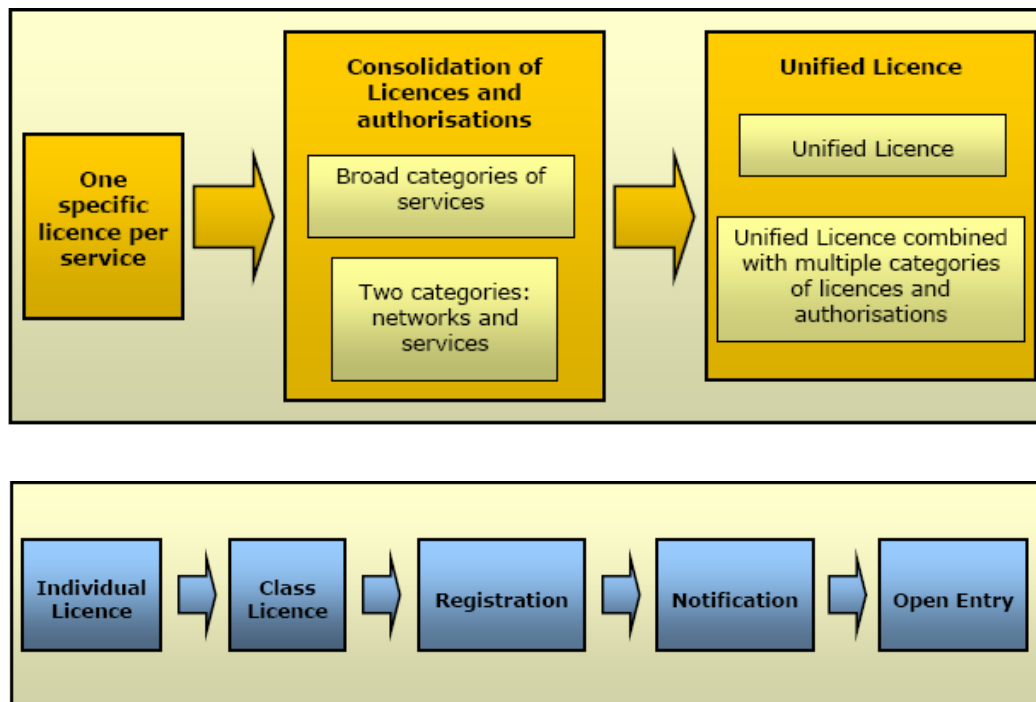 One
specific
licence per
service
Consolidation of
Licences and
authorisations
Broad categories of
services
Two categories:
networks and
services
Unified Licence
Unified Licence
Unified Licence combined
with multiple categories
of licences and
authorisations
Individual
Licence
Class
Licence
Registration
Notification
Open Entry